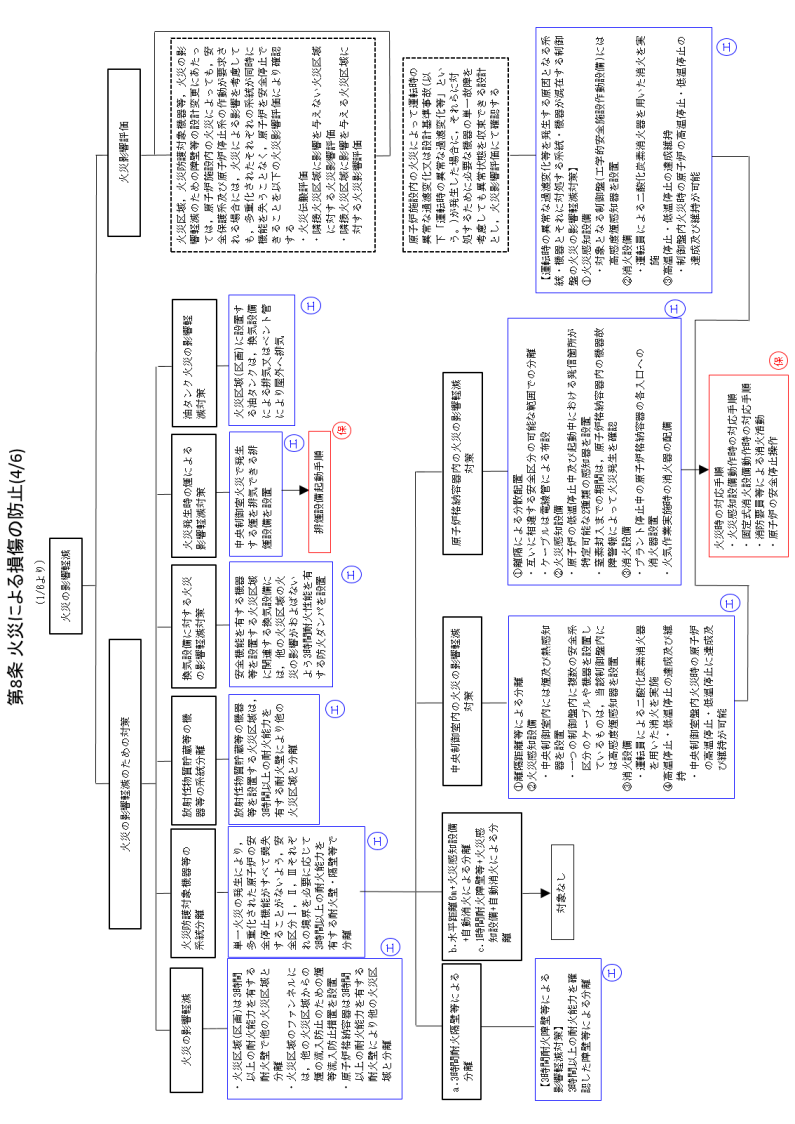 第8条 火災による損傷の防止(4/6)
(1/6より)
火災の影響軽減
火災の影響軽減のための対策
火災影響評価
火災の影響軽減
・火災区域(区画)は3時間
以上の耐火能力を有する
耐火壁で他の火災区域と
分離
・火災区域のファンネルに
は，他の火災区域からの
煙の流入防止のための煙
等流入防止措置を設置
・原子炉格納容器は3時間
以上の耐火能力を有する
耐火壁により他の火災区
域と分離
エ
火災防護対象機器等の
系統分離
単一火災の発生により，
多重化された原子炉の安
全停止機能がすべて喪失
することがないよう，安
全区分Ⅰ，Ⅱ，Ⅲそれぞ
れの境界を必要に応じて
3時間以上の耐火能力を
有する耐火壁・隔壁等で
分離
エ
放射性物質貯蔵等の機
器等の系統分離
放射性物質貯蔵等の機器
等を設置する火災区域は，
3時間以上の耐火能力を
有する耐火壁により他の
火災区域と分離
エ
換気設備に対する火災
の影響軽減対策
安全機能を有する機器
等を設置する火災区域
に関連する換気設備に
は，他の火災区域の火
災の影響がおよばない
よう3時間耐火性能を有
する防火ダンパを設置
エ
火災発生時の煙による
影響軽減対策
中央制御室火災で発生
する煙を排気できる排
煙設備を設置
エ
排煙設備起動手順
保
油タンク火災の影響軽
減対策
火災区域(区画)に設置す
る油タンクは，換気設備
による排気又はベント管
により屋外へ排気
エ
火災区域，火災防護対象機器等，火災の影
響軽減のための障壁等の設計変更にあたっ
ては，原子炉施設内の火災によっても，安
全保護系及び原子炉停止系の作動が要求さ
れる場合には，火災による影響を考慮して
も，多重化されたそれぞれの系統が同時に
機能を失うことなく，原子炉を安全停止で
きることを以下の火災影響評価により確認
する
・火災伝播評価
・隣接火災区域に影響を与えない火災区域
に対する火災影響評価
・隣接火災区域に影響を与える火災区域に
対する火災影響評価
a.3時間耐火隔壁等による
分離
【3時間耐火障壁等による
影響軽減対策】
3時間以上の耐火能力を確
認した障壁等による分離
エ
b.水平距離6m+火災感知設備
+自動消火による分離
c.1時間耐火障壁等+火災感
知設備+自動消火による分
離
対象なし
中央制御室内の火災の影響軽減
対策
①離隔距離等による分離
②火災感知設備
・中央制御室内には煙及び熱感知
器を設置
・一つの制御盤内に複数の安全系
区分のケーブルや機器を設置し
ているものは，当該制御盤内に
は高感度煙感知器を設置
③消火設備
・運転員による二酸化炭素消火器
を用いた消火を実施
④高温停止・低温停止の達成及び維
持
・中央制御室盤内火災時の原子炉
の高温停止・低温停止に達成及
び維持が可能
エ
原子炉格納容器内の火災の影響軽減
対策
①離隔による分散配置
・互いに相違する安全区分の可能な範囲での分離
・ケーブルは電線管による布設
②火災感知設備
・原子炉の低温停止中及び起動中における発信箇所が
特定可能な2種類の感知器を設置
・窒素封入までの期間は，原子炉格納容器内の機器故
障警報によって火災発生を確認
③消火設備
・プラント停止中の原子炉格納容器の各入口への
消火器設置
・火気作業実施時の消火器の配備
エ
火災時の対応手順
・火災感知設備動作時の対応手順
・固定式消火設備動作時の対応手順
・消防要員等による消火活動
・原子炉の安全停止操作
保
原子炉施設内の火災によって運転時の
異常な過渡変化又は設計基準事故(以
下「運転時の異常な過渡変化等」とい
う。)が発生した場合に，それらに対
処するために必要な機器の単一故障を
考慮しても異常状態を収束できる設計
とし，火災影響評価にて確認する
【運転時の異常な過渡変化等を発生する原因となる系
統・機器とそれに対処する系統・機器が混在する制御
盤の火災の影響軽減対策】
①火災感知設備
・対象となる制御盤(工学的安全施設作動設備)には
高感度煙感知器を設置
②消火設備
・運転員による二酸化炭素消火器を用いた消火を実
施
③高温停止・低温停止の達成維持
・制御盤内火災時の原子炉の高温停止・低温停止の
達成及び維持が可能
エ